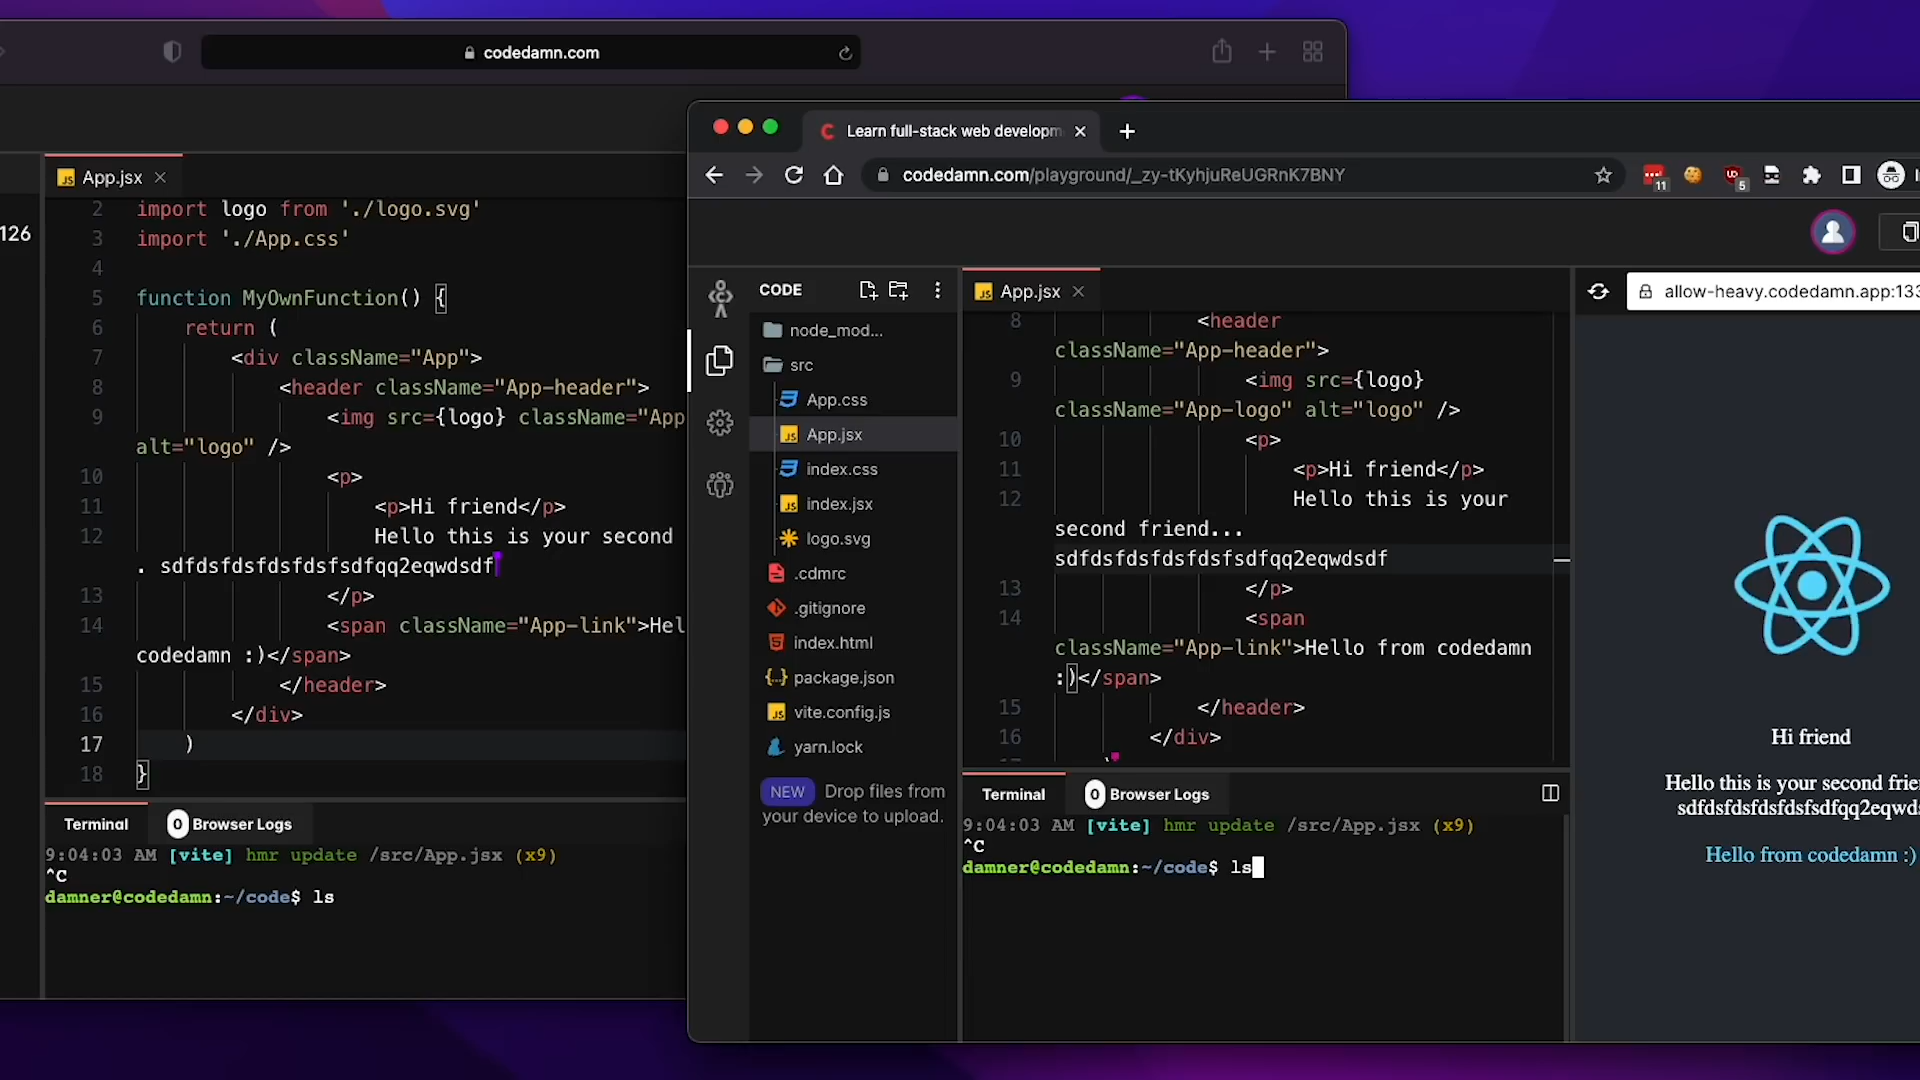 codedamn.com
126
App.jsx
2 import logo from './logo.svg'
3 import './App.css'
4
5 function MyOwnFunction() {
6 return (
7 <div className="App">
8 <header className="App-header">
9 <img src={logo} className="App
alt="logo" />
10 <p>
11 <p>Hi friend</p>
12 Hello this is your second
. sdfdsfdsfdsfdsfsdfqq2eqwdsdf
13 </p>
14 <span className="App-link">Hel
codedamn :)</span>
15 </header>
16 </div>
17 )
18 }
Terminal
0 Browser Logs
9:04:03 AM [vite] hmr update /src/App.jsx (x9)
^C
damner@codedamn:~/code$ ls
Learn full-stack web developm
codedamn.com/playground/_zy-tKyhjuReUGRnK7BNY
11
5
CODE
node_mod...
src
App.css
App.jsx
index.css
index.jsx
logo.svg
.cdmrc
.gitignore
index.html
package.json
vite.config.js
yarn.lock
NEW Drop files from
your device to upload.
App.jsx
8 <header
className="App-header">
9 <img src={logo}
className="App-logo" alt="logo" />
10 <p>
11 <p>Hi friend</p>
12 Hello this is your
second friend...
sdfdsfdsfdsfdsfsdfqq2eqwdsdf
13 </p>
14 <span
className="App-link">Hello from codedamn
:)</span>
15 </header>
16 </div>
Terminal
0 Browser Logs
9:04:03 AM [vite] hmr update /src/App.jsx (x9)
^C
damner@codedamn:~/code$ ls
allow-heavy.codedamn.app:133
Hi friend
Hello this is your second frien
sdfdsfdsfdsfdsfsdfqq2eqwds
Hello from codedamn :)